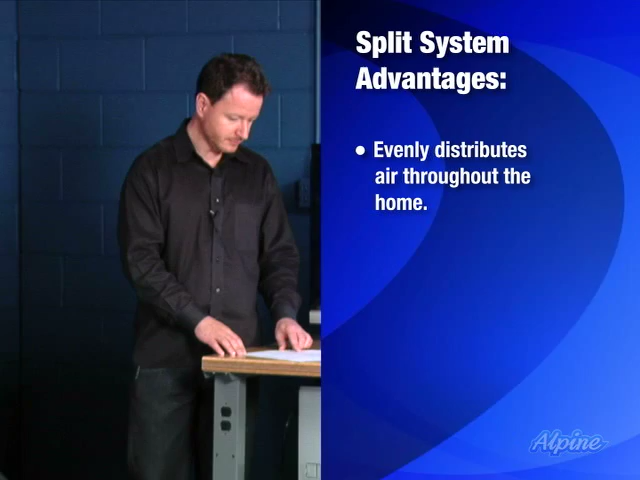 Split System
Advantages:
• Evenly distributes
air throughout the
home.
Alpine